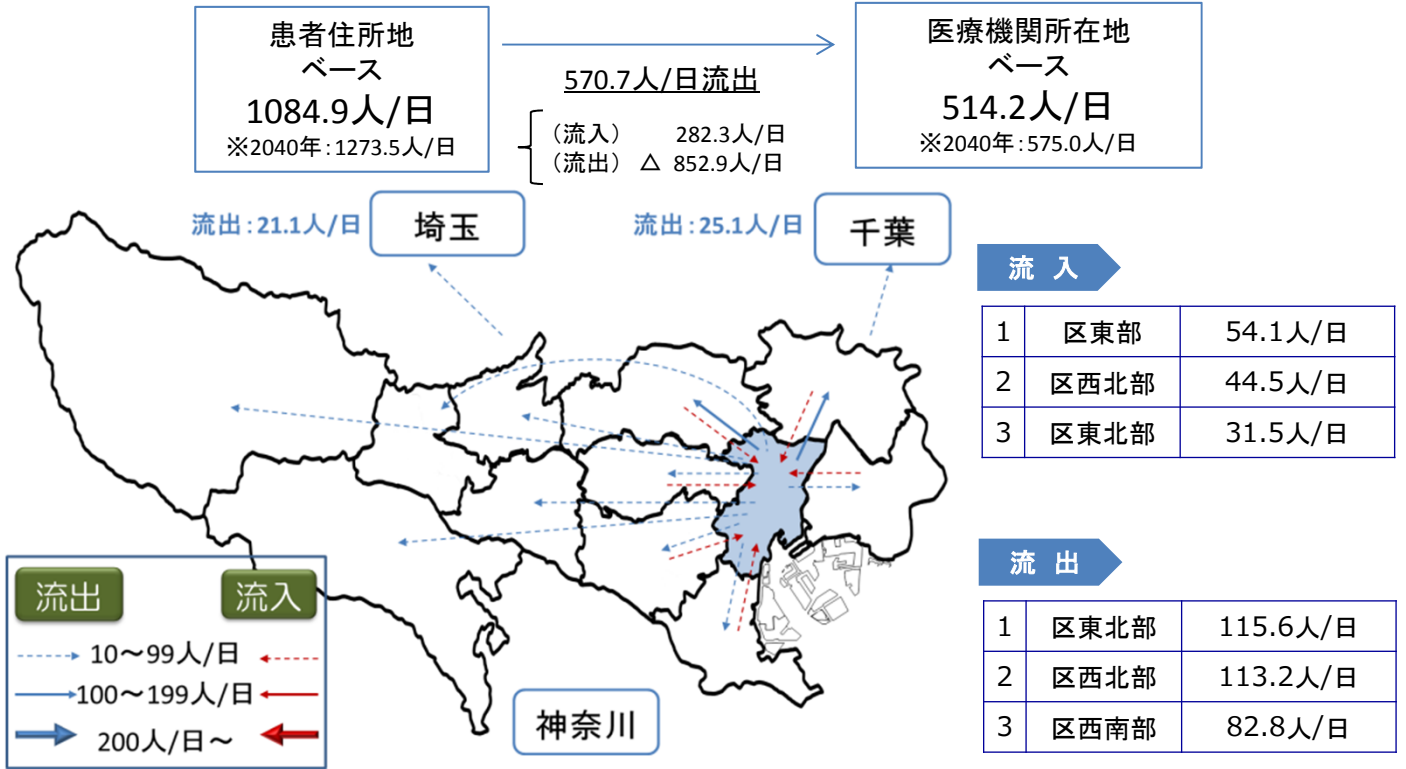 患者住所地
ベース
1084.9人/日
※2040年：1273.5人/日
570.7人/日流出
（流入） 282.3人/日
（流出） △ 852.9人/日
医療機関所在地
ベース
514.2人/日
※2040年：575.0人/日
流出：21.1人/日
埼玉
流出：25.1人/日
千葉
流 入
1 区東部 54.1人/日
2 区西北部 44.5人/日
3 区東北部 31.5人/日
流 出
1 区東北部 115.6人/日
2 区西北部 113.2人/日
3 区西南部 82.8人/日
流出 流入
10～99人/日
100～199人/日
200人/日～
神奈川